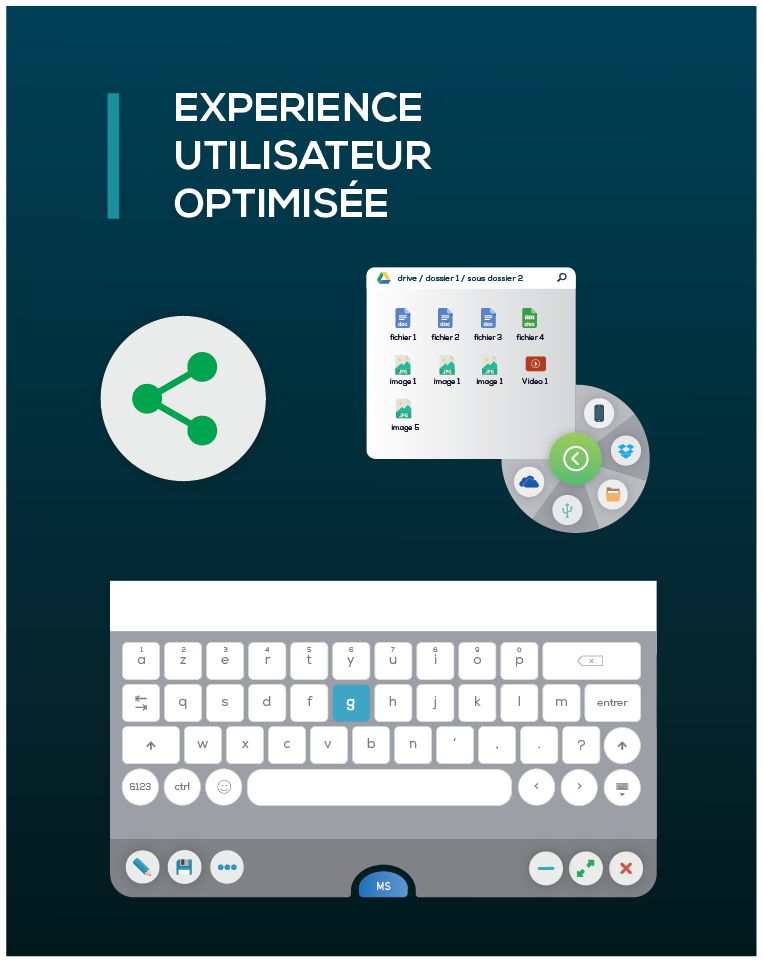 EXPERIENCE
UTILISATEUR
OPTIMISÉE
drive / dossier 1 / sous dossier 2
doc doc doc xlsx
fichier 1 fichier 2 fichier 3 fichier 4
JPG JPG JPG
image 1 image 1 image 1 Video 1
JPG
image 5
1 2 3 4 5 6 7 8 9 0
a z e r t y u i o p
q s d f g h j k l m entrer
w x c v b n ' , . ?
&123 ctrl < >
MS